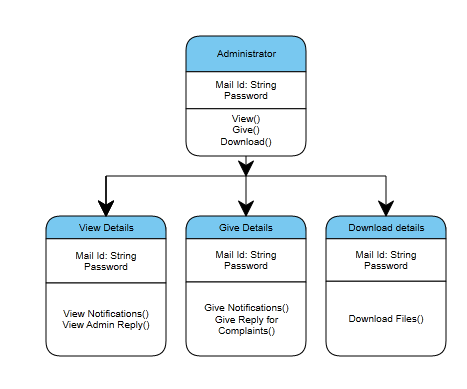 Administrator
Mail Id: String
Password
View()
Give()
Download()
View Details
Mail Id: String
Password
View Notifications()
View Admin Reply()
Give Details
Mail Id: String
Password
Give Notifications()
Give Reply for
Complaints()
Download details
Mail Id: String
Password
Download Files()